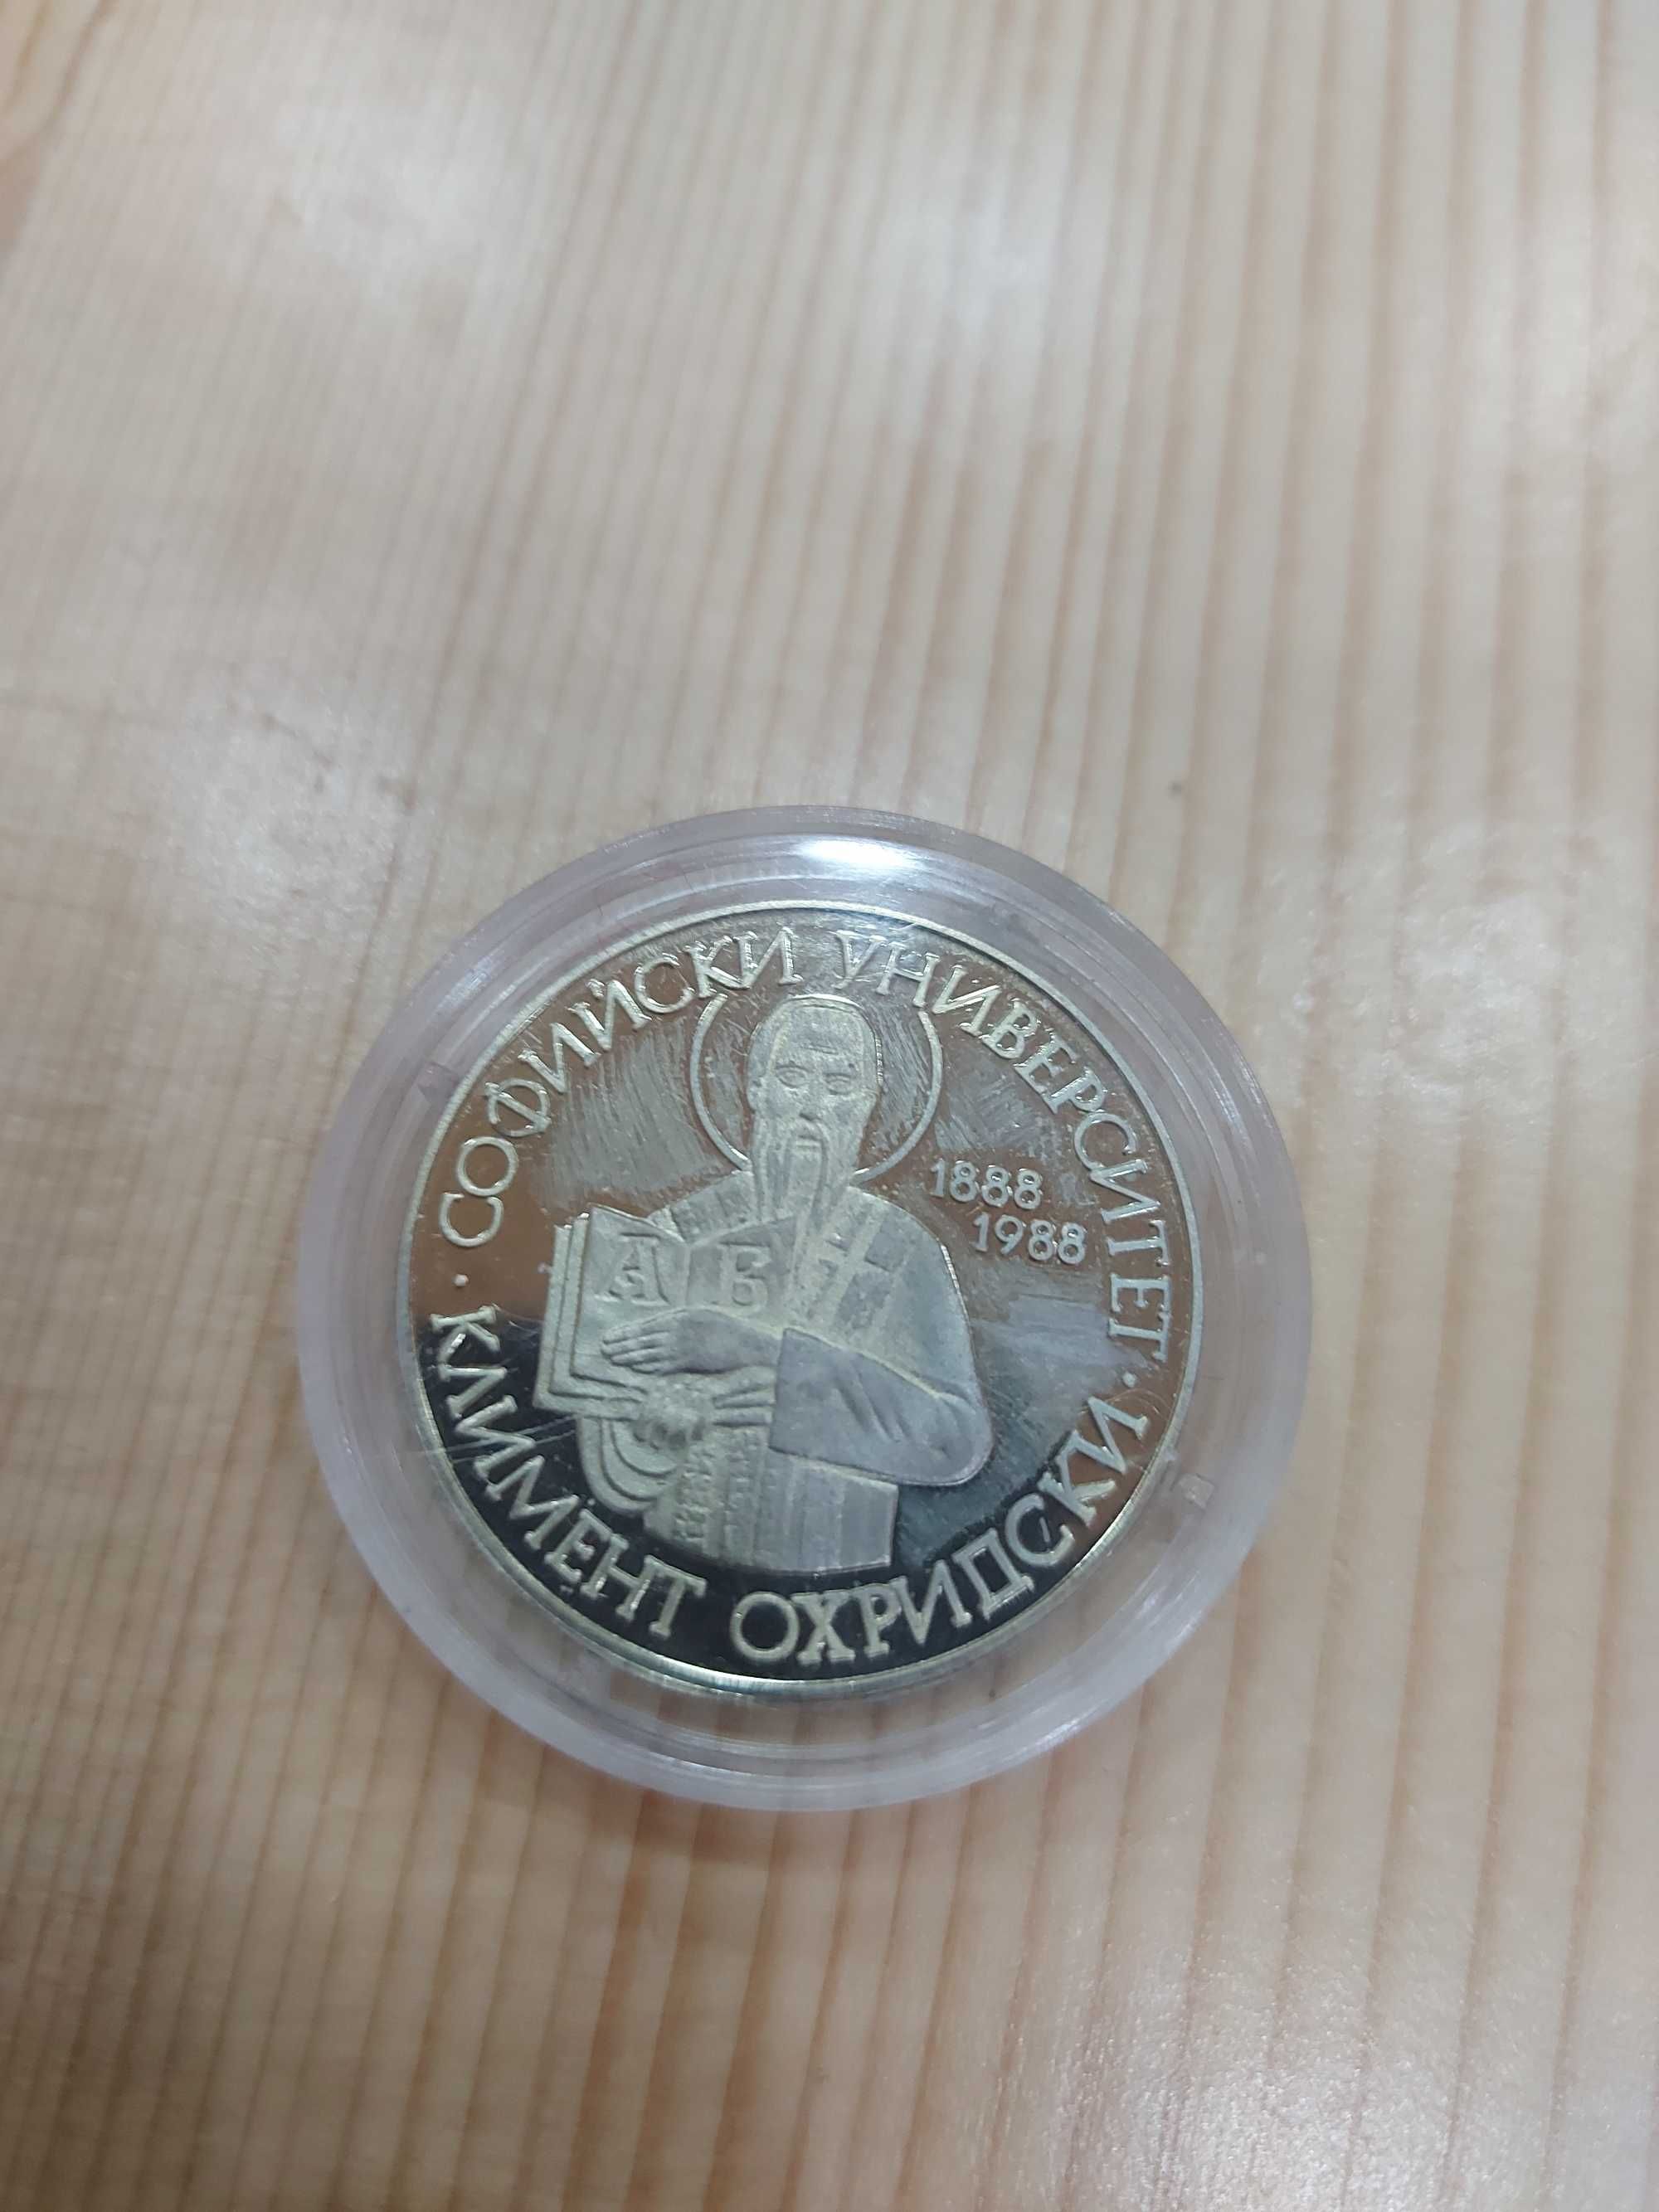 СОФИЙСКИ УНИВЕРСИТЕТ
1888
1988
А Б
КЛИМЕНТ ОХРИДСКИ